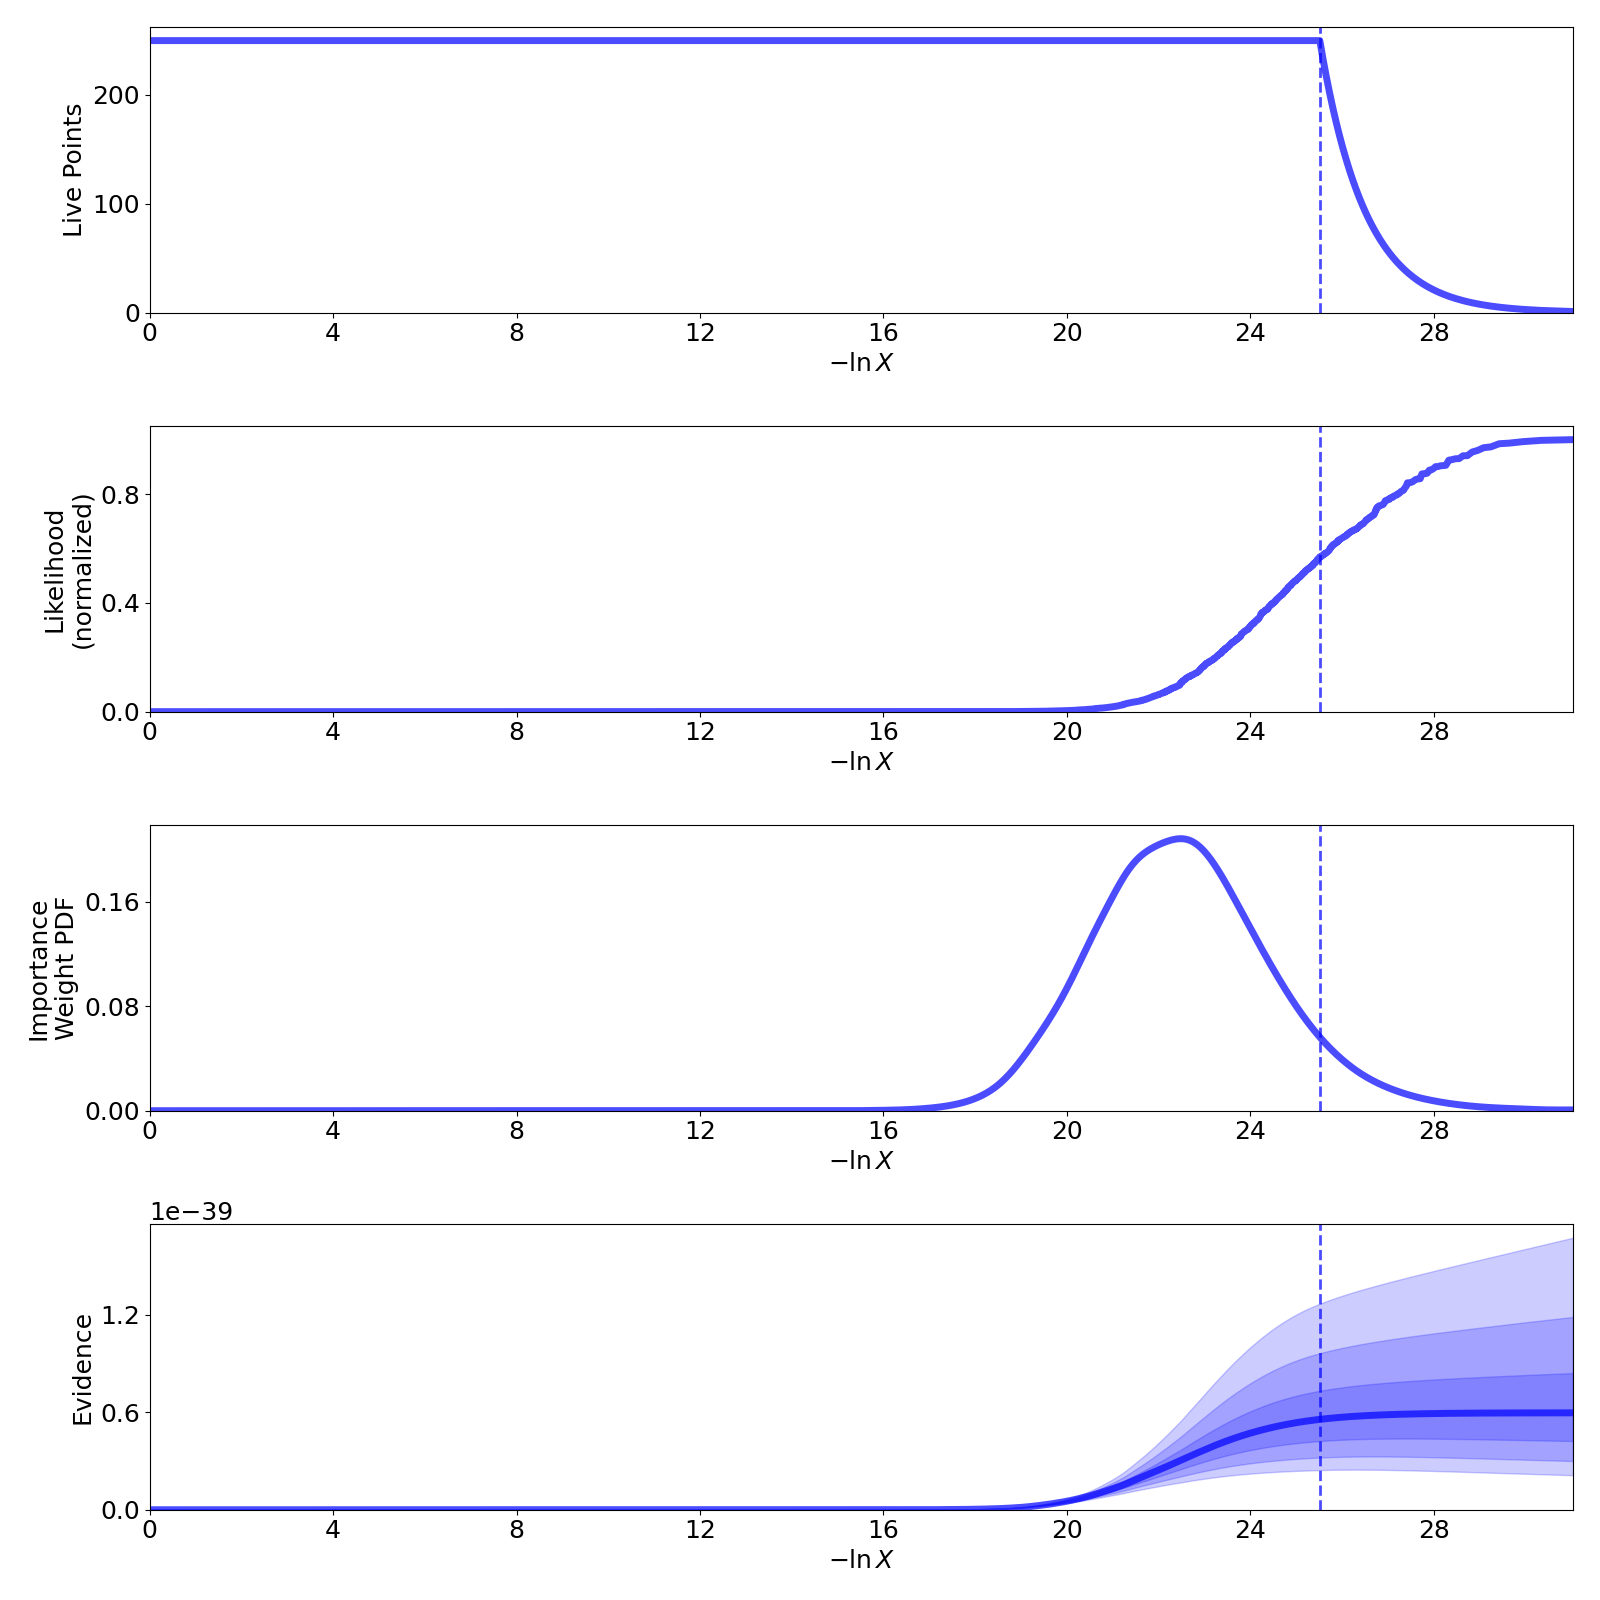 Live Points
200
100
0
0 4 8 12 16 20 24 28
−ln X
Likelihood
(normalized)
0.8
0.4
0.0
0 4 8 12 16 20 24 28
−ln X
Importance
Weight PDF
0.16
0.08
0.00
0 4 8 12 16 20 24 28
−ln X
1e−39
Evidence
1.2
0.6
0.0
0 4 8 12 16 20 24 28
−ln X